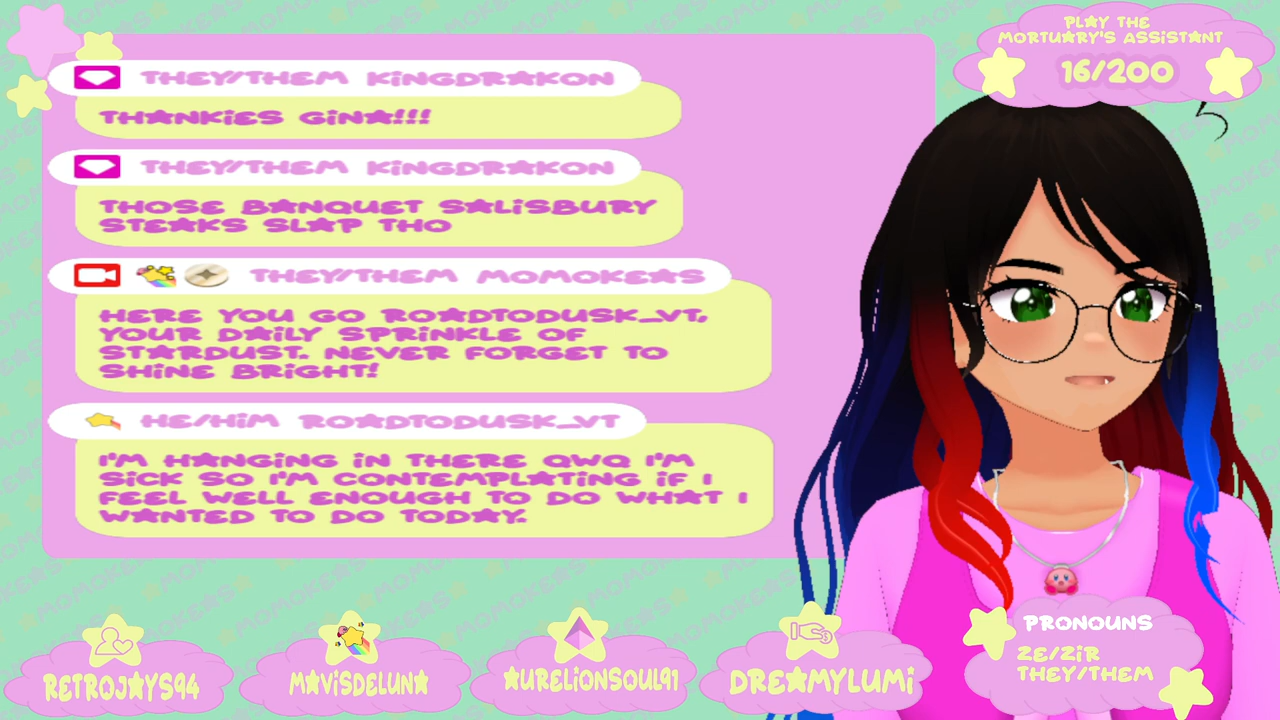 PLAY THE
MORTUARY'S ASSISTANT
16/200
THEY/THEM KINGDRAKON
THANKIES GINA!!!
THEY/THEM KINGDRAKON
THOSE BANQUET SALISBURY
STEAKS SLAP THO
THEY/THEM MOMOKERS
HERE YOU GO ROADTODUSK_VT,
YOUR DAILY SPRINKLE OF
STARDUST. NEVER FORGET TO
SHINE BRIGHT!
HE/HIM ROADTODUSK_VT
I'M HANGING IN THERE QWQ I'M
SICK SO I'M CONTEMPLATING IF I
FEEL WELL ENOUGH TO DO WHAT I
WANTED TO DO TODAY.
RETROJAYS94
MAVISDELUNA
AURELIONSOUL91
DREAMYLUMI
PRONOUNS
ZE/ZIR
THEY/THEM